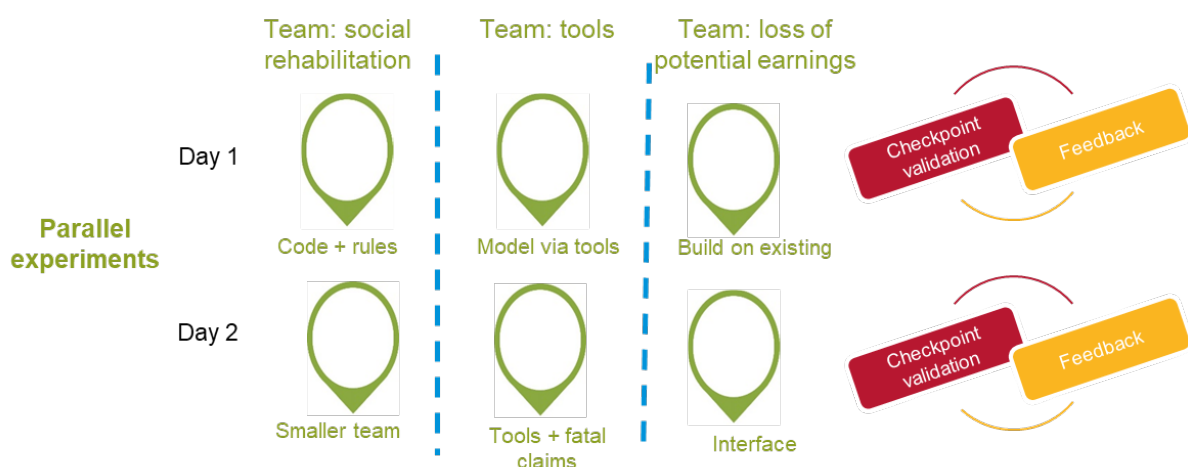 Team: social
rehabilitation
Team: tools
Team: loss of
potential earnings
Day 1
Checkpoint
validation
Feedback
Parallel
experiments
Code + rules
Model via tools
Build on existing
Day 2
Checkpoint
validation
Feedback
Smaller team
Tools + fatal
claims
Interface